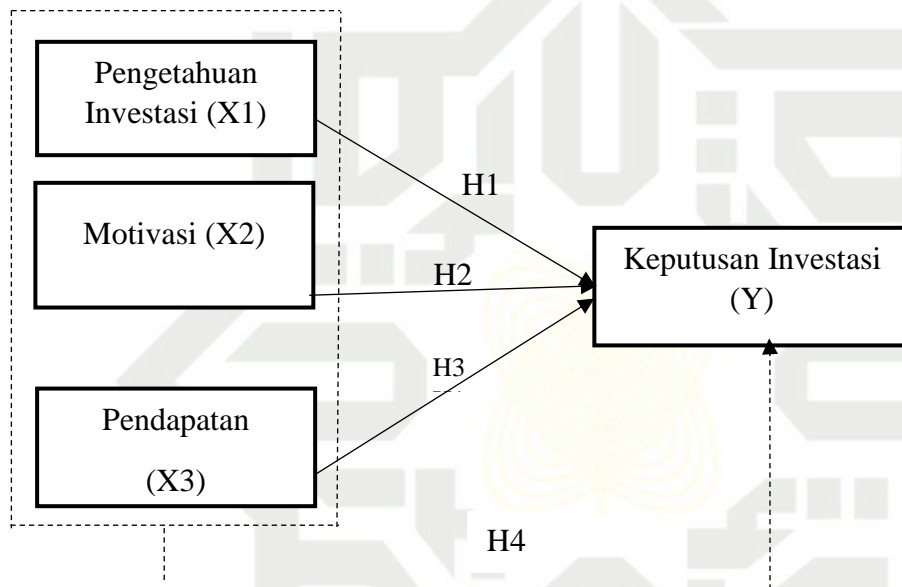 Pengetahuan
Investasi (X1)
H1
Motivasi (X2)
Keputusan Investasi
(Y)
H2
H3
Pendapatan
(X3)
H4